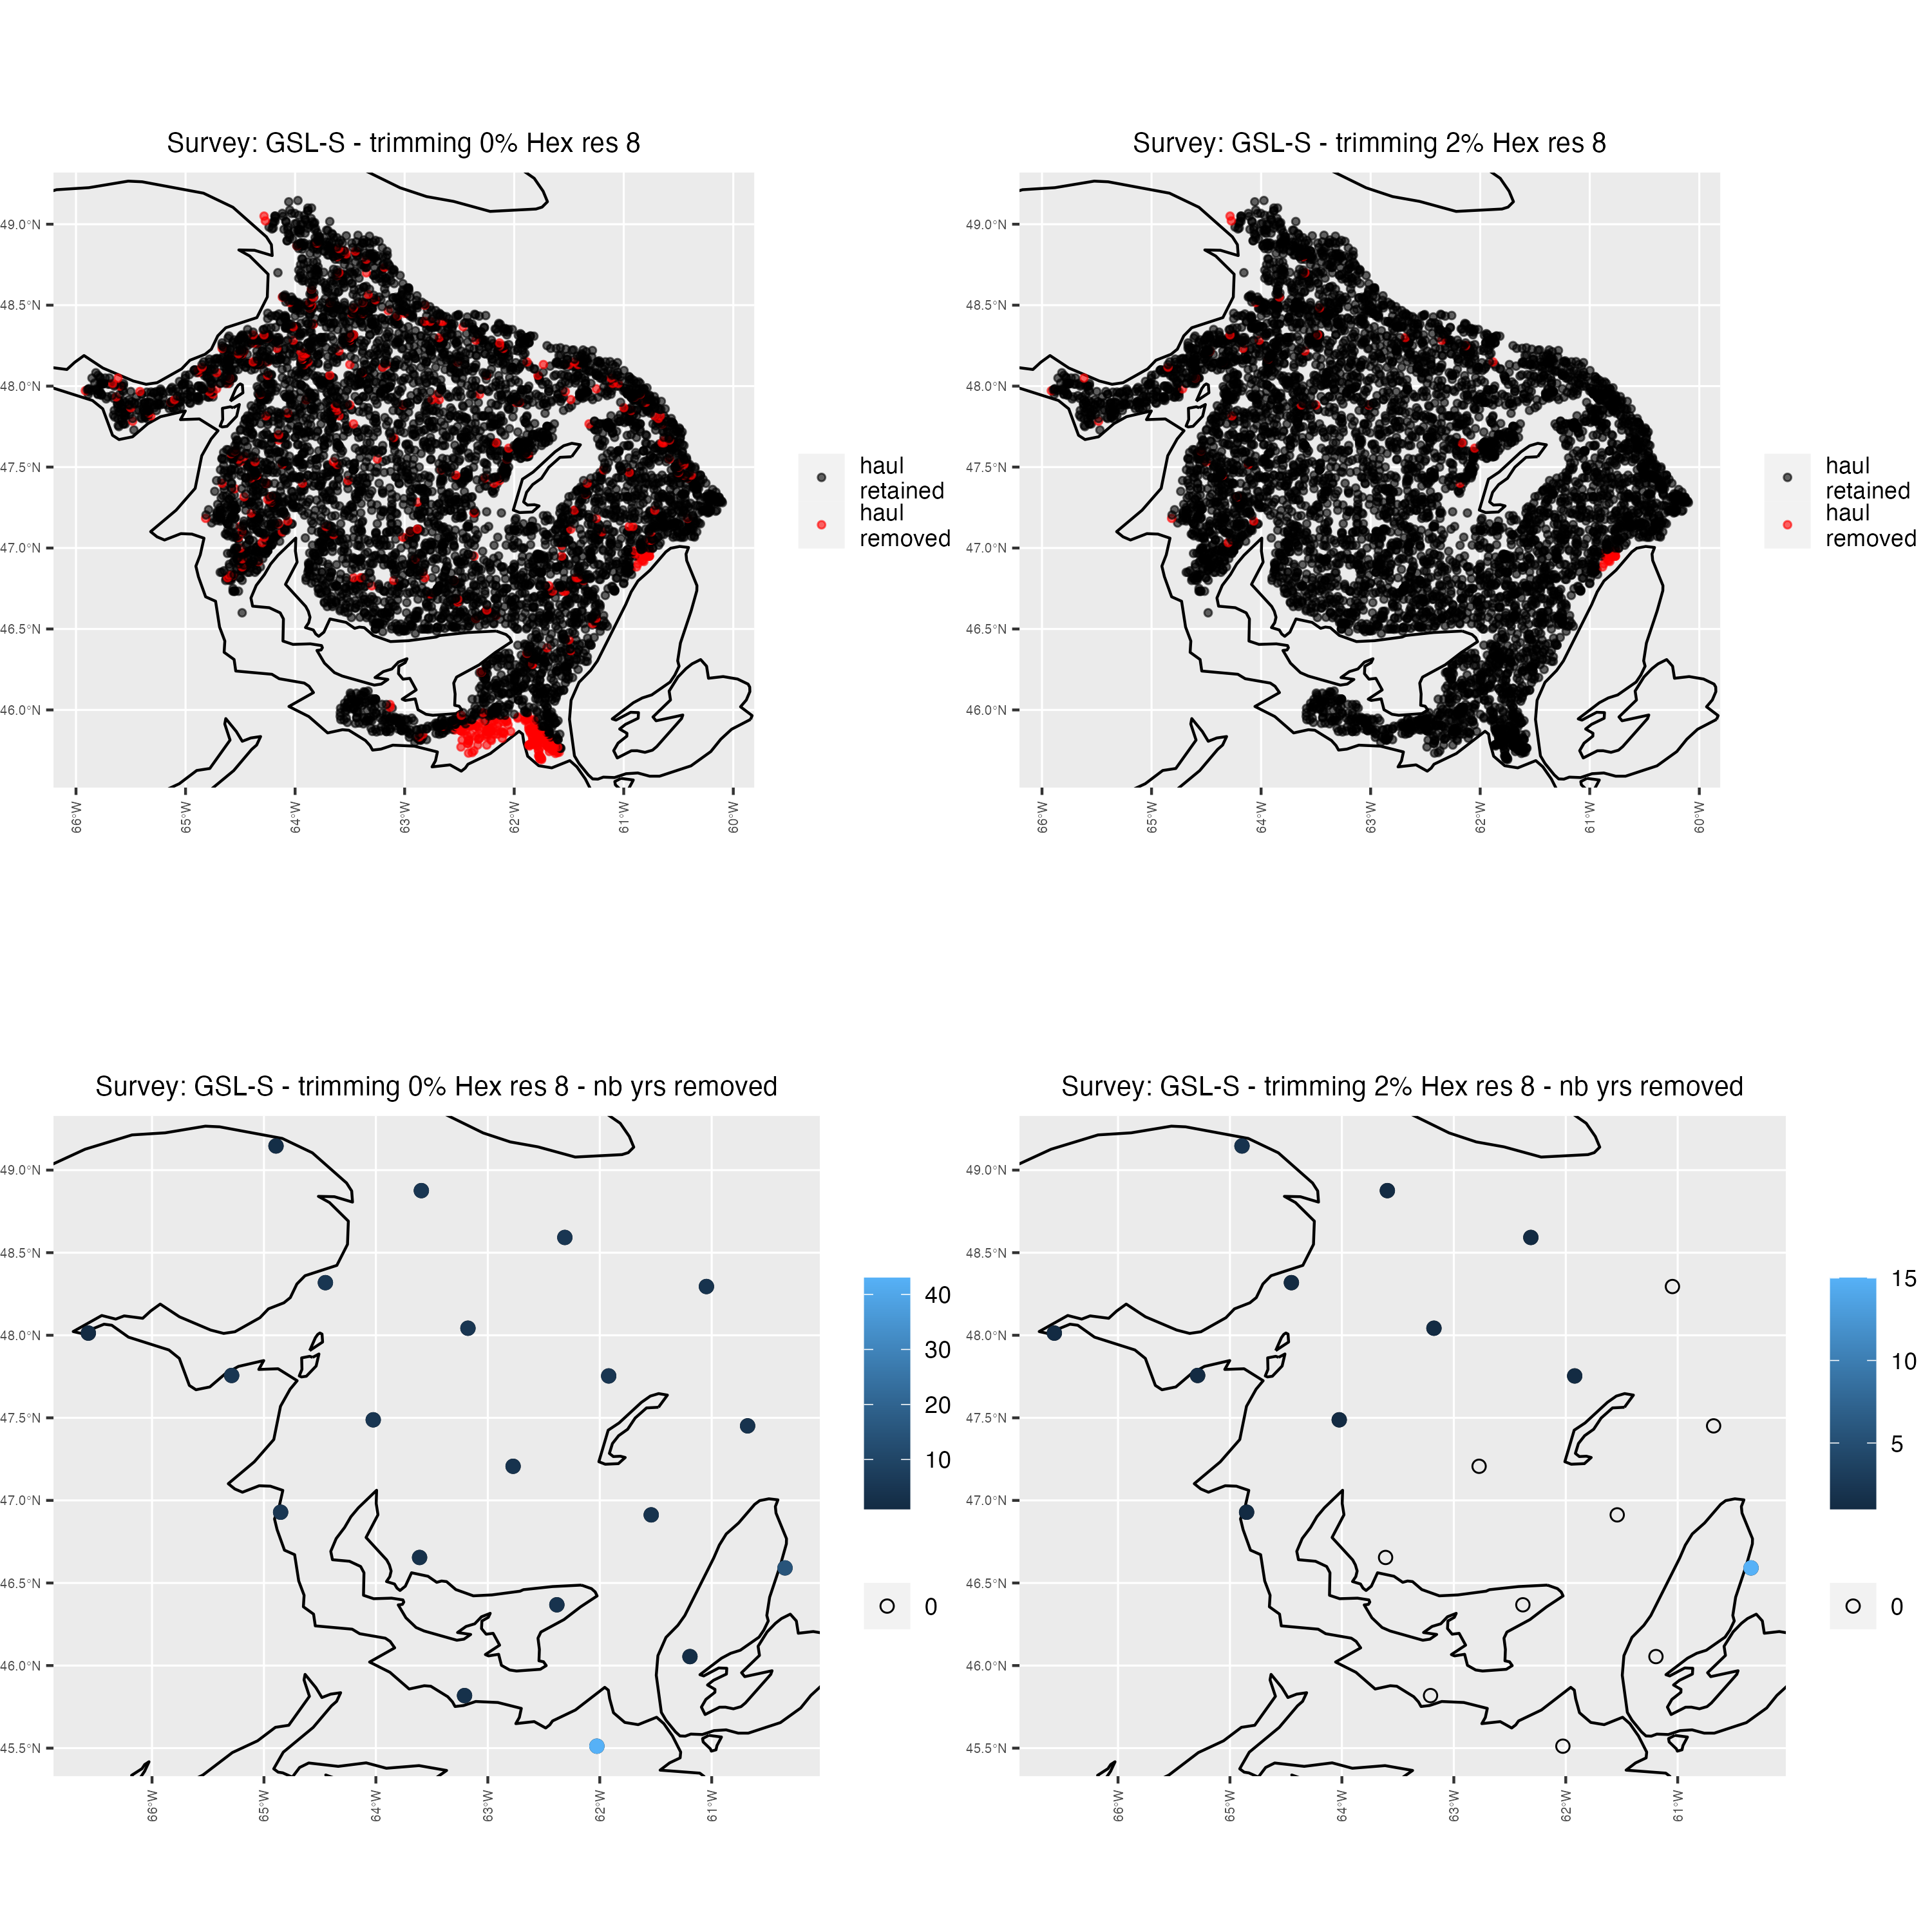 Survey: GSL-S - trimming 0% Hex res 8
49.0°N
48.5°N
48.0°N
47.5°N
47.0°N
46.5°N
46.0°N
66°W
65°W
64°W
63°W
62°W
61°W
60°W
haul
retained
haul
removed
Survey: GSL-S - trimming 2% Hex res 8
49.0°N
48.5°N
48.0°N
47.5°N
47.0°N
46.5°N
46.0°N
66°W
65°W
64°W
63°W
62°W
61°W
60°W
haul
retained
haul
removed
Survey: GSL-S - trimming 0% Hex res 8 - nb yrs removed
49.0°N
48.5°N
48.0°N
47.5°N
47.0°N
46.5°N
46.0°N
45.5°N
66°W
65°W
64°W
63°W
62°W
61°W
40
30
20
10
0
Survey: GSL-S - trimming 2% Hex res 8 - nb yrs removed
49.0°N
48.5°N
48.0°N
47.5°N
47.0°N
46.5°N
46.0°N
45.5°N
66°W
65°W
64°W
63°W
62°W
61°W
15
10
5
0